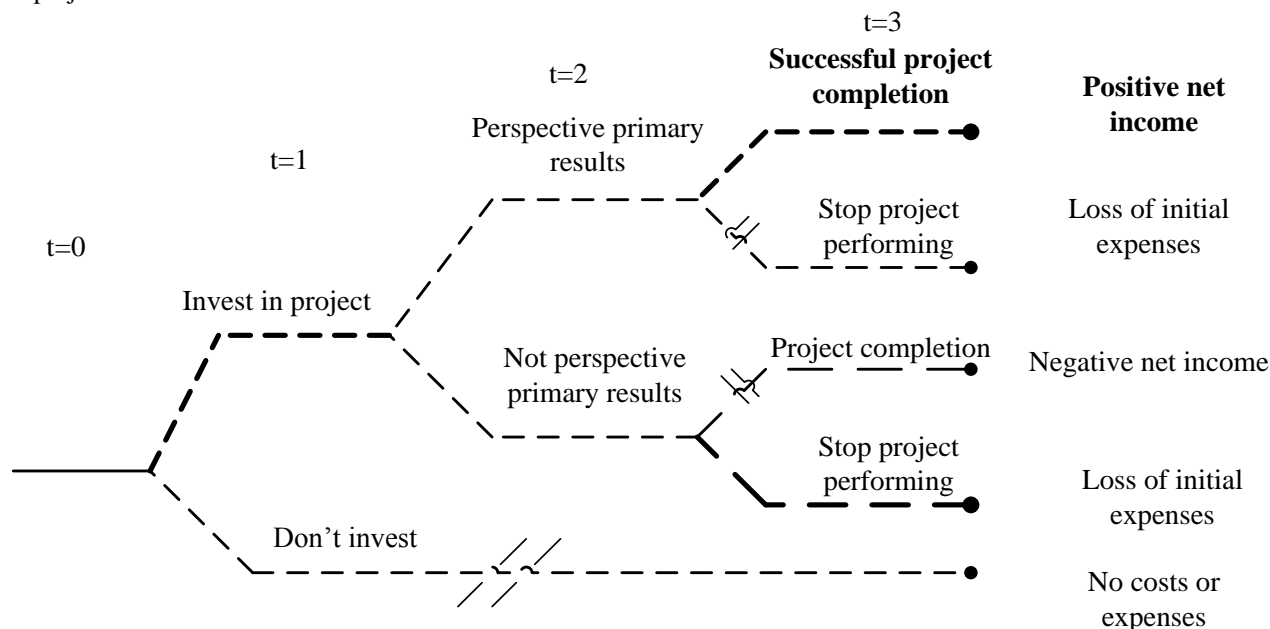 t=3
Successful project
completion
Positive net
income
t=2
Perspective primary
results
t=1
Stop project
performing
Loss of initial
expenses
t=0
Invest in project
Not perspective
primary results
Project completion
Negative net income
Stop project
performing
Loss of initial
expenses
Don't invest
No costs or
expenses